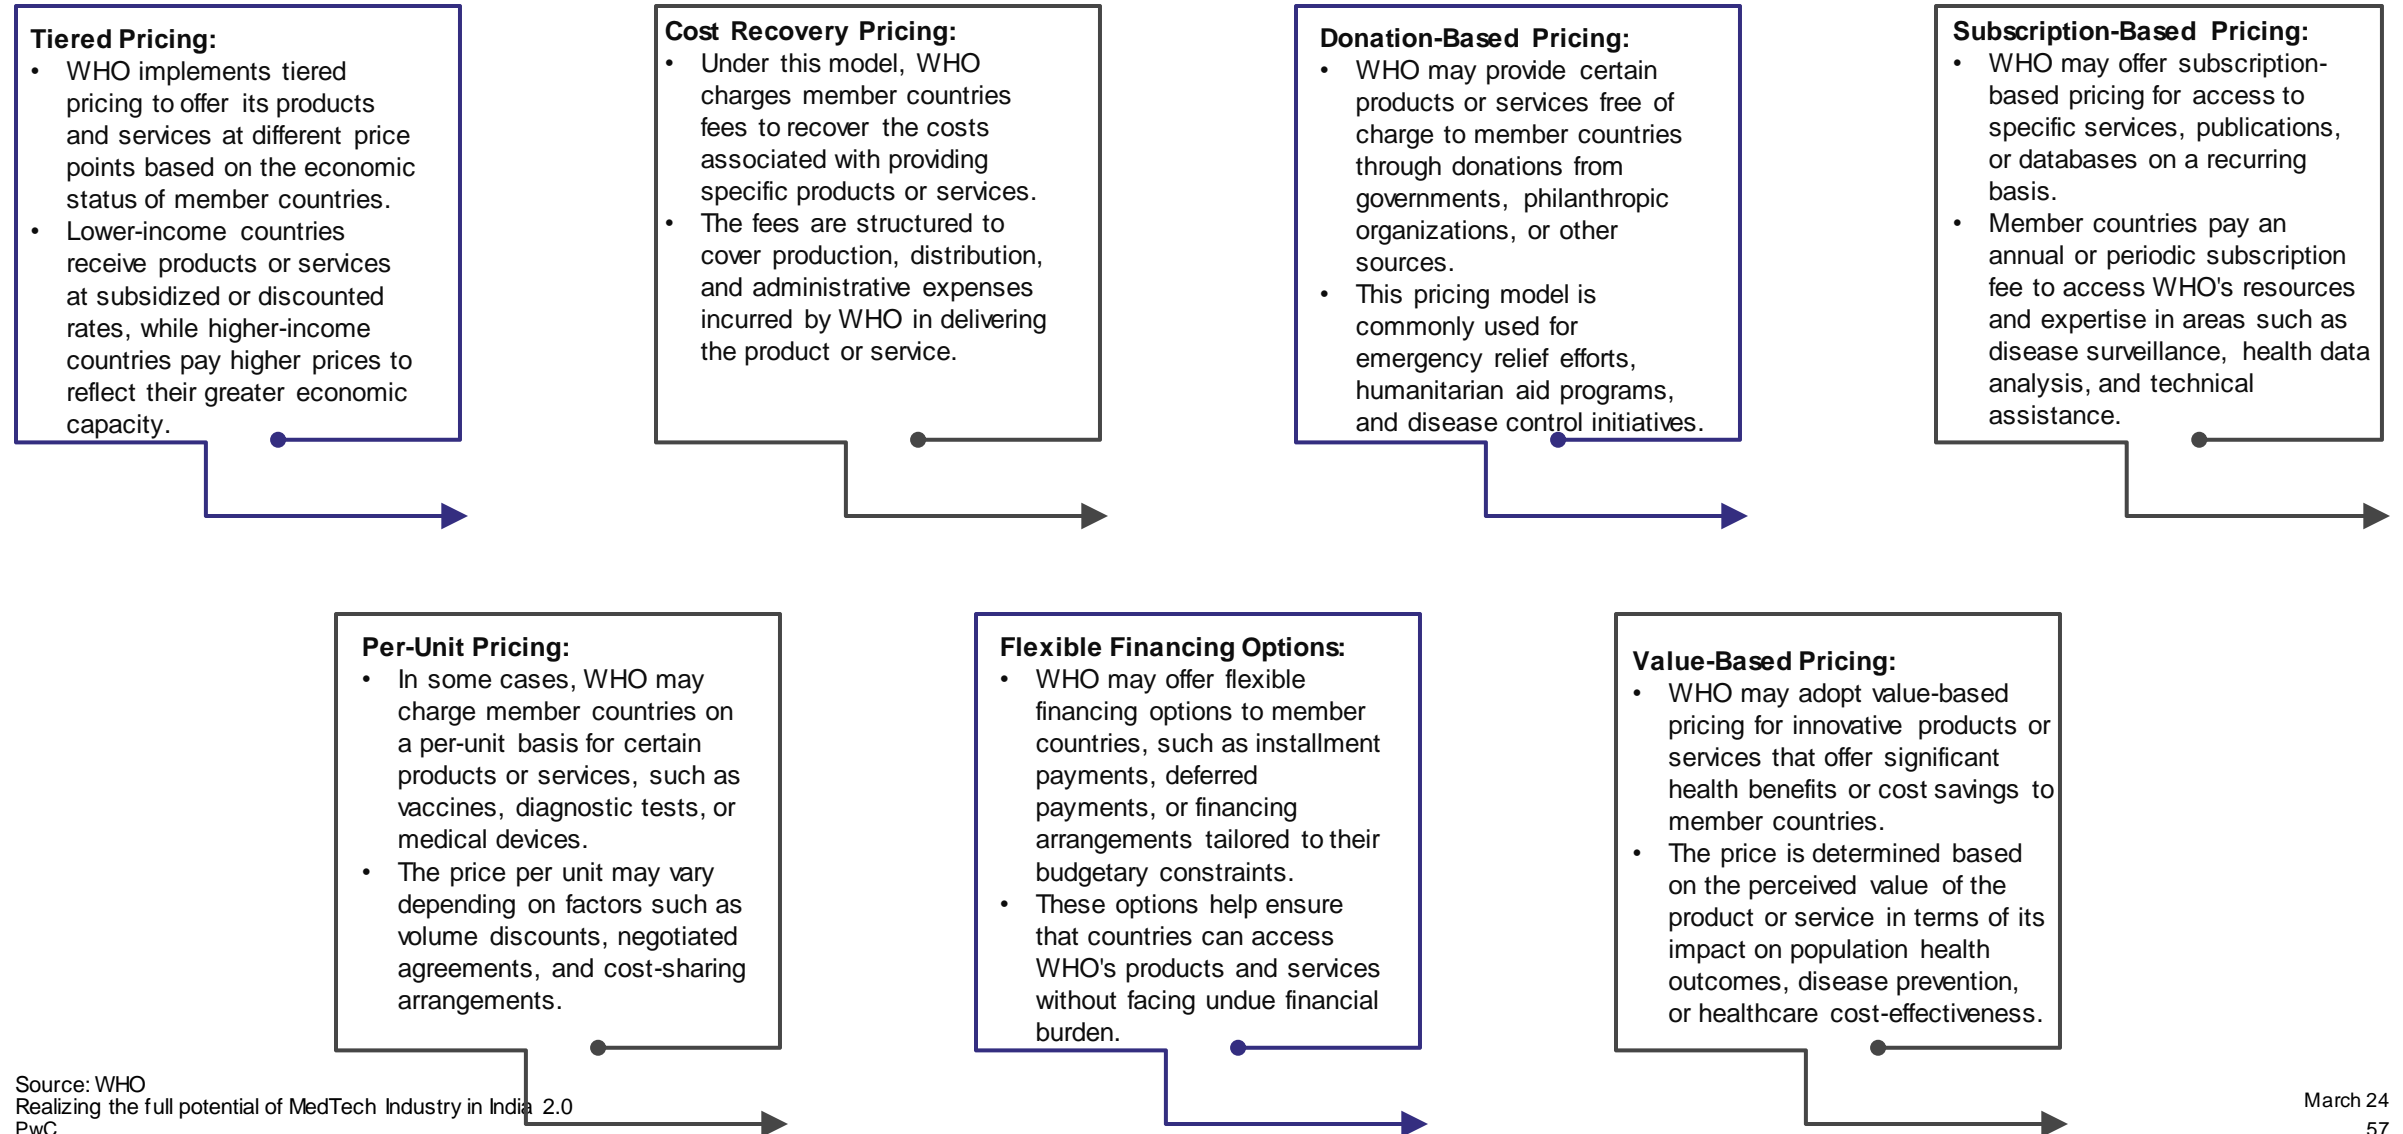 Tiered Pricing:
• WHO implements tiered
pricing to offer its products
and services at different price
points based on the economic
status of member countries.
• Lower-income countries
receive products or services
at subsidized or discounted
rates, while higher-income
countries pay higher prices to
reflect their greater economic
capacity.
Cost Recovery Pricing:
• Under this model, WHO
charges member countries
fees to recover the costs
associated with providing
specific products or services.
• The fees are structured to
cover production, distribution,
and administrative expenses
incurred by WHO in delivering
the product or service.
Donation-Based Pricing:
• WHO may provide certain
products or services free of
charge to member countries
through donations from
governments, philanthropic
organizations, or other
sources.
• This pricing model is
commonly used for
emergency relief efforts,
humanitarian aid programs,
and disease control initiatives.
Subscription-Based Pricing:
• WHO may offer subscription-
based pricing for access to
specific services, publications,
or databases on a recurring
basis.
• Member countries pay an
annual or periodic subscription
fee to access WHO's resources
and expertise in areas such as
disease surveillance, health data
analysis, and technical
assistance.
Per-Unit Pricing:
• In some cases, WHO may
charge member countries on
a per-unit basis for certain
products or services, such as
vaccines, diagnostic tests, or
medical devices.
• The price per unit may vary
depending on factors such as
volume discounts, negotiated
agreements, and cost-sharing
arrangements.
Flexible Financing Options:
• WHO may offer flexible
financing options to member
countries, such as installment
payments, deferred
payments, or financing
arrangements tailored to their
budgetary constraints.
• These options help ensure
that countries can access
WHO's products and services
without facing undue financial
burden.
Value-Based Pricing:
• WHO may adopt value-based
pricing for innovative products or
services that offer significant
health benefits or cost savings to
member countries.
• The price is determined based
on the perceived value of the
product or service in terms of its
impact on population health
outcomes, disease prevention,
or healthcare cost-effectiveness.
Source: WHO
Realizing the full potential of MedTech Industry in India 2.0
PwC
March 24
57